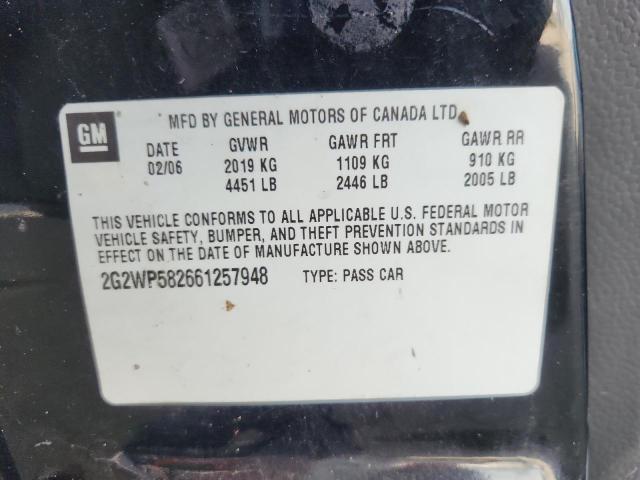 GM
MFD BY GENERAL MOTORS OF CANADA LTD
DATE GVWR GAWR FRT GAWR RR
02/06 2019 KG 1109 KG 910 KG
4451 LB 2446 LB 2005 LB
THIS VEHICLE CONFORMS TO ALL APPLICABLE U.S. FEDERAL MOTOR
VEHICLE SAFETY, BUMPER, AND THEFT PREVENTION STANDARDS IN
EFFECT ON THE DATE OF MANUFACTURE SHOWN ABOVE.
2G2WP582661257948 TYPE: PASS CAR